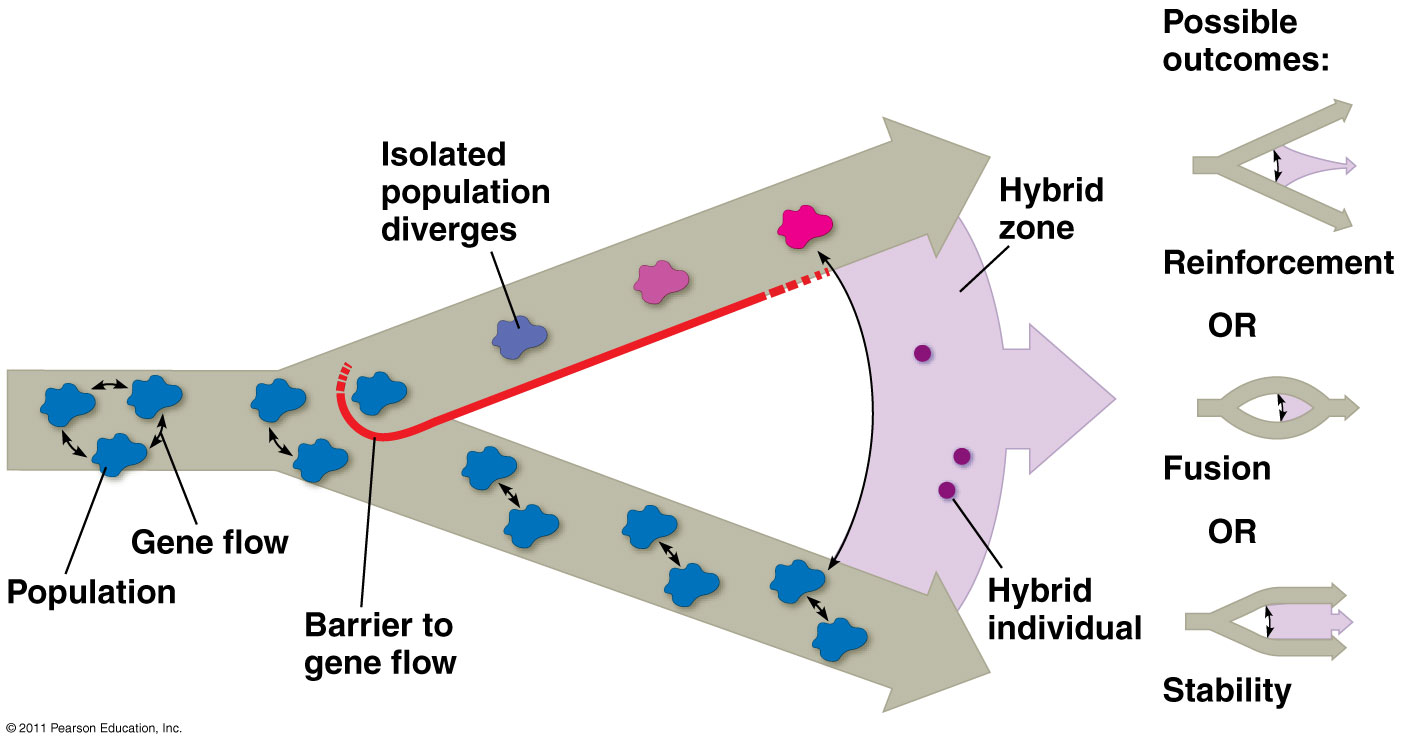 Possible
outcomes:
Isolated
population
diverges
Hybrid
zone
Reinforcement
OR
Fusion
OR
Gene flow
Population
Barrier to
gene flow
Hybrid
individual
Stability
© 2011 Pearson Education, Inc.